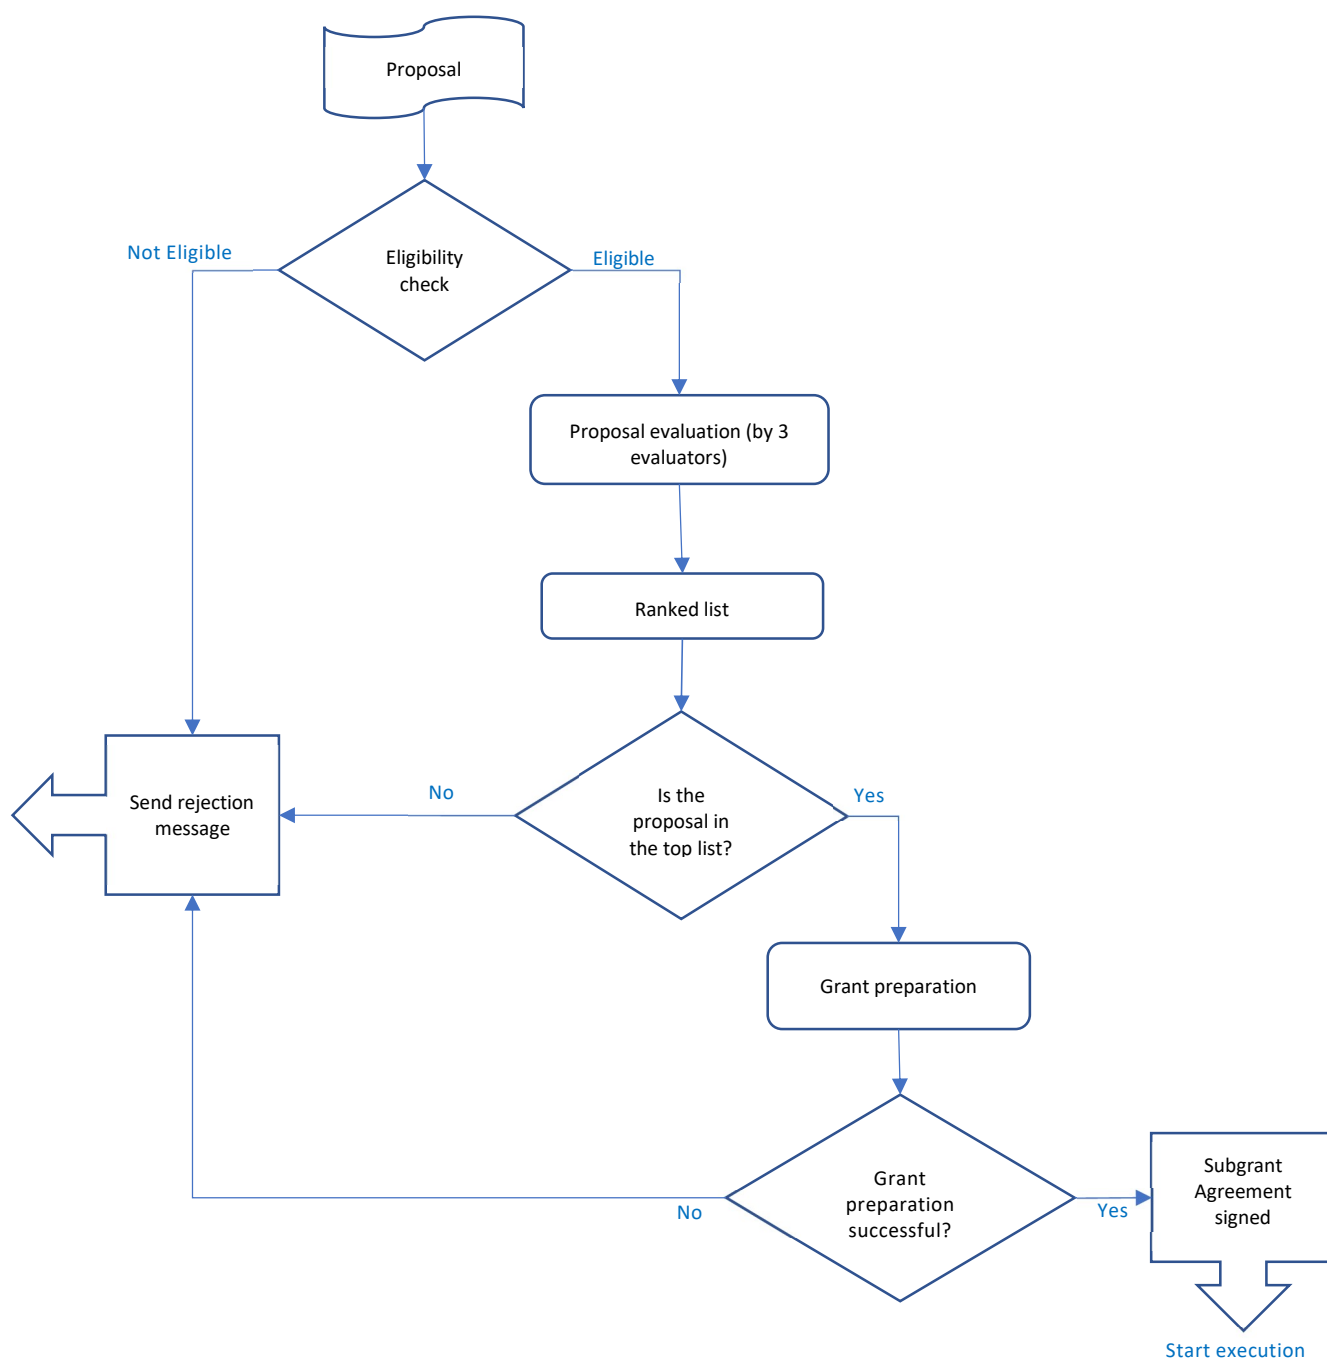 Proposal
Not Eligible
Eligibility
check
Eligible
Proposal evaluation (by 3
evaluators)
Ranked list
Send rejection
message
No
Is the
proposal in
the top list?
Yes
Grant preparation
No
Grant
preparation
successful?
Yes
Subgrant
Agreement
signed
Start execution